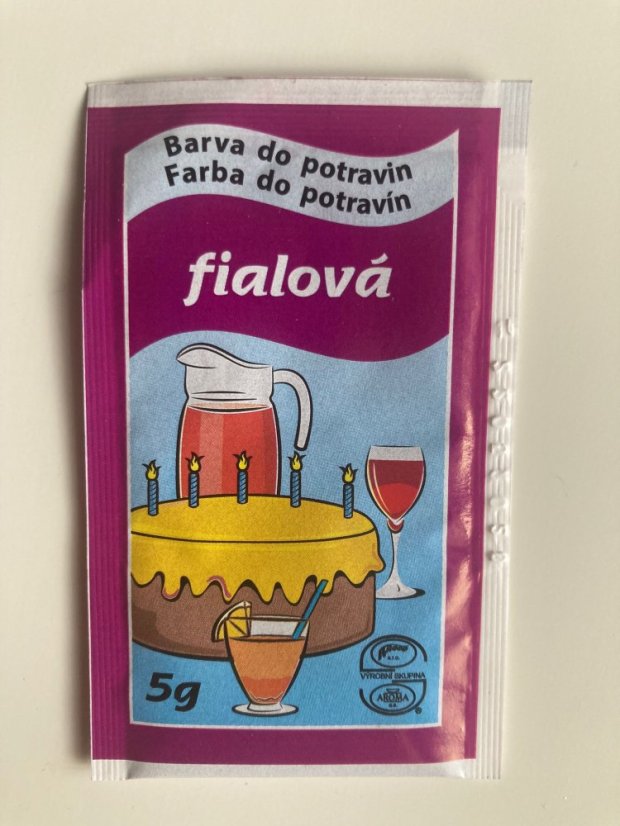 Barva do potravin
Farba do potravín
fialová
5g
s.r.o.
VÝROBNÍ SKUPINA
AROMA
a.s.
®